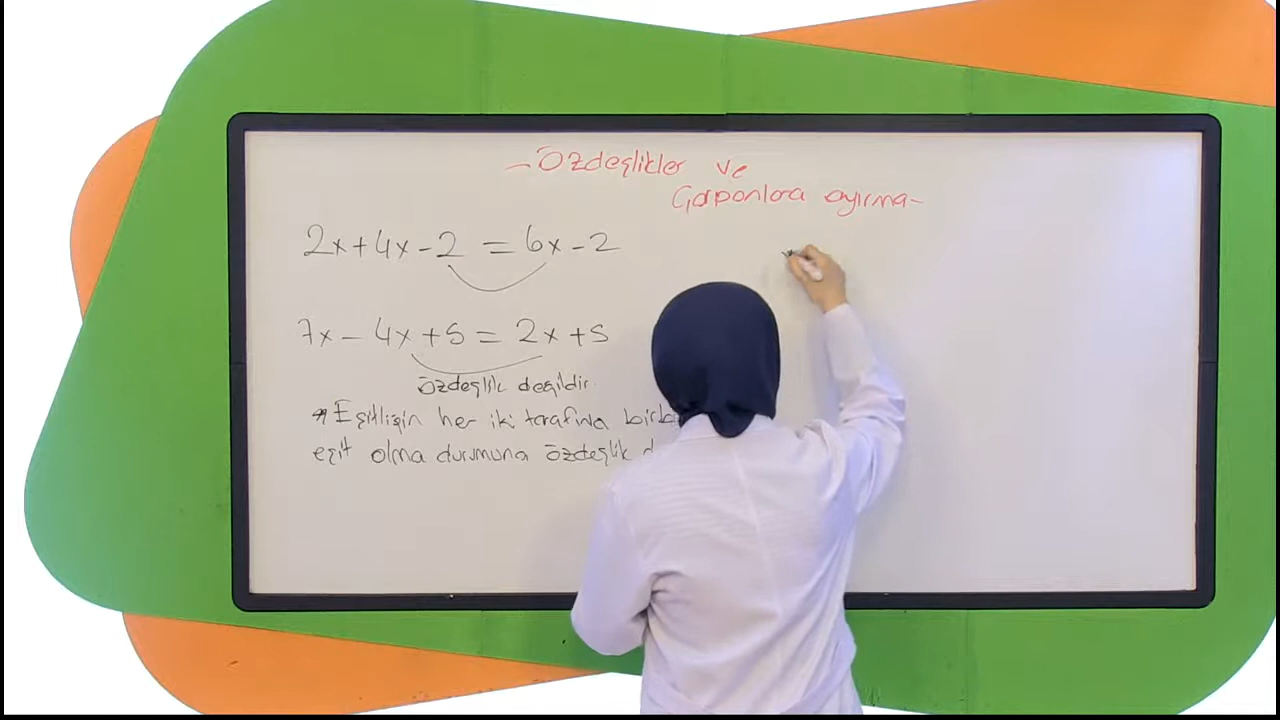 - Özdeşlikler ve
Çarpanlara ayırma -
2x+4x-2 = 6x-2
7x-4x+5 = 2x+5
özdeşlik değildir.
* Eşitliğin her iki tarafına
eşit olma durumuna özdeşlik